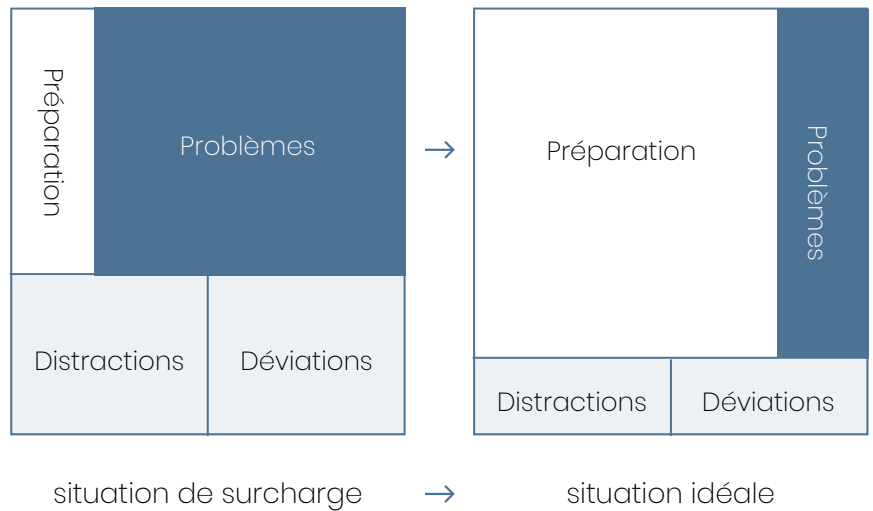 Préparation
Problèmes
Distractions
Déviations
→
Préparation
Problèmes
Distractions
Déviations
situation de surcharge → situation idéale